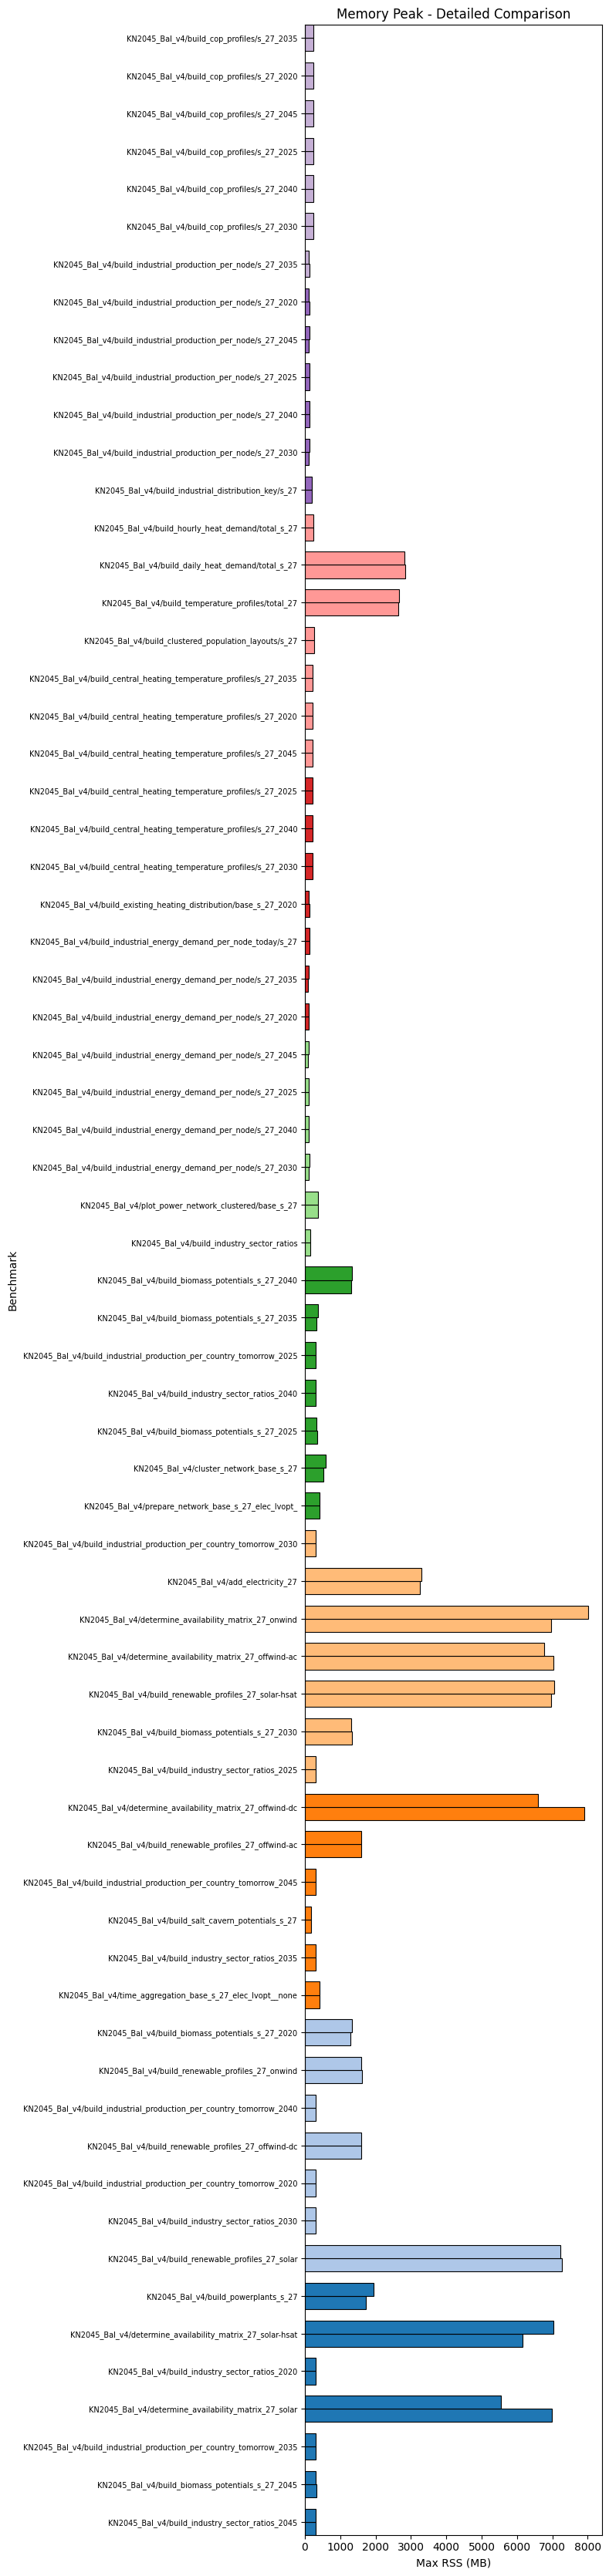 Memory Peak - Detailed Comparison
KN2045_Bal_v4/build_cop_profiles/s_27_2035
KN2045_Bal_v4/build_cop_profiles/s_27_2020
KN2045_Bal_v4/build_cop_profiles/s_27_2045
KN2045_Bal_v4/build_cop_profiles/s_27_2025
KN2045_Bal_v4/build_cop_profiles/s_27_2040
KN2045_Bal_v4/build_cop_profiles/s_27_2030
KN2045_Bal_v4/build_industrial_production_per_node/s_27_2035
KN2045_Bal_v4/build_industrial_production_per_node/s_27_2020
KN2045_Bal_v4/build_industrial_production_per_node/s_27_2045
KN2045_Bal_v4/build_industrial_production_per_node/s_27_2025
KN2045_Bal_v4/build_industrial_production_per_node/s_27_2040
KN2045_Bal_v4/build_industrial_production_per_node/s_27_2030
KN2045_Bal_v4/build_industrial_distribution_key/s_27
KN2045_Bal_v4/build_hourly_heat_demand/total_s_27
KN2045_Bal_v4/build_daily_heat_demand/total_s_27
KN2045_Bal_v4/build_temperature_profiles/total_27
KN2045_Bal_v4/build_clustered_population_layouts/s_27
KN2045_Bal_v4/build_central_heating_temperature_profiles/s_27_2035
KN2045_Bal_v4/build_central_heating_temperature_profiles/s_27_2020
KN2045_Bal_v4/build_central_heating_temperature_profiles/s_27_2045
KN2045_Bal_v4/build_central_heating_temperature_profiles/s_27_2025
KN2045_Bal_v4/build_central_heating_temperature_profiles/s_27_2040
KN2045_Bal_v4/build_central_heating_temperature_profiles/s_27_2030
KN2045_Bal_v4/build_existing_heating_distribution/base_s_27_2020
KN2045_Bal_v4/build_industrial_energy_demand_per_node_today/s_27
KN2045_Bal_v4/build_industrial_energy_demand_per_node/s_27_2035
KN2045_Bal_v4/build_industrial_energy_demand_per_node/s_27_2020
KN2045_Bal_v4/build_industrial_energy_demand_per_node/s_27_2045
KN2045_Bal_v4/build_industrial_energy_demand_per_node/s_27_2025
KN2045_Bal_v4/build_industrial_energy_demand_per_node/s_27_2040
KN2045_Bal_v4/build_industrial_energy_demand_per_node/s_27_2030
KN2045_Bal_v4/plot_power_network_clustered/base_s_27
KN2045_Bal_v4/build_industry_sector_ratios
Benchmark
KN2045_Bal_v4/build_biomass_potentials_s_27_2040
KN2045_Bal_v4/build_biomass_potentials_s_27_2035
KN2045_Bal_v4/build_industrial_production_per_country_tomorrow_2025
KN2045_Bal_v4/build_industry_sector_ratios_2040
KN2045_Bal_v4/build_biomass_potentials_s_27_2025
KN2045_Bal_v4/cluster_network_base_s_27
KN2045_Bal_v4/prepare_network_base_s_27_elec_lvopt_
KN2045_Bal_v4/build_industrial_production_per_country_tomorrow_2030
KN2045_Bal_v4/add_electricity_27
KN2045_Bal_v4/determine_availability_matrix_27_onwind
KN2045_Bal_v4/determine_availability_matrix_27_offwind-ac
KN2045_Bal_v4/build_renewable_profiles_27_solar-hsat
KN2045_Bal_v4/build_biomass_potentials_s_27_2030
KN2045_Bal_v4/build_industry_sector_ratios_2025
KN2045_Bal_v4/determine_availability_matrix_27_offwind-dc
KN2045_Bal_v4/build_renewable_profiles_27_offwind-ac
KN2045_Bal_v4/build_industrial_production_per_country_tomorrow_2045
KN2045_Bal_v4/build_salt_cavern_potentials_s_27
KN2045_Bal_v4/build_industry_sector_ratios_2035
KN2045_Bal_v4/time_aggregation_base_s_27_elec_lvopt__none
KN2045_Bal_v4/build_biomass_potentials_s_27_2020
KN2045_Bal_v4/build_renewable_profiles_27_onwind
KN2045_Bal_v4/build_industrial_production_per_country_tomorrow_2040
KN2045_Bal_v4/build_renewable_profiles_27_offwind-dc
KN2045_Bal_v4/build_industrial_production_per_country_tomorrow_2020
KN2045_Bal_v4/build_industry_sector_ratios_2030
KN2045_Bal_v4/build_renewable_profiles_27_solar
KN2045_Bal_v4/build_powerplants_s_27
KN2045_Bal_v4/determine_availability_matrix_27_solar-hsat
KN2045_Bal_v4/build_industry_sector_ratios_2020
KN2045_Bal_v4/determine_availability_matrix_27_solar
KN2045_Bal_v4/build_industrial_production_per_country_tomorrow_2035
KN2045_Bal_v4/build_biomass_potentials_s_27_2045
KN2045_Bal_v4/build_industry_sector_ratios_2045
0 1000 2000 3000 4000 5000 6000 7000 8000
Max RSS (MB)